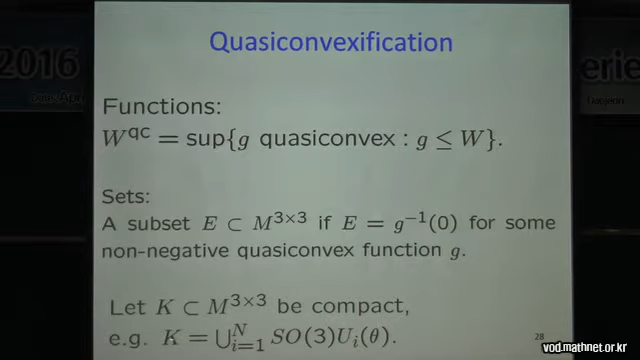 Quasiconvexification
2016
Functions:
W^qc = sup{g quasiconvex : g ≤ W}.
Sets:
A subset E ⊂ M^{3×3} if E = g^{−1}(0) for some
non-negative quasiconvex function g.
Let K ⊂ M^{3×3} be compact,
e.g. K = ⋃_{i=1}^N SO(3)U_i(θ).
28
vod.mathnet.or.kr